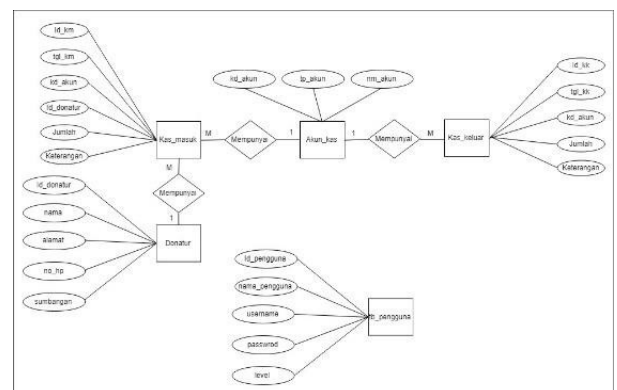 Id_km
tgl_km
kd_akun
Id_donatur
Jumlah
Keterangan
kd_akun
tp_akun
nm_akun
Id_kk
tgl_kk
kd_akun
Jumlah
Keterangan
Kas_masuk
M
Mempunyai
1
Akun_kas
1
Mempunyai
M
Kas_keluar
M
Mempunyai
1
Donatur
Id_donatur
nama
alamat
no_hp
sumbangan
Id_pengguna
nama_pengguna
username
passwrod
level
tb_pengguna